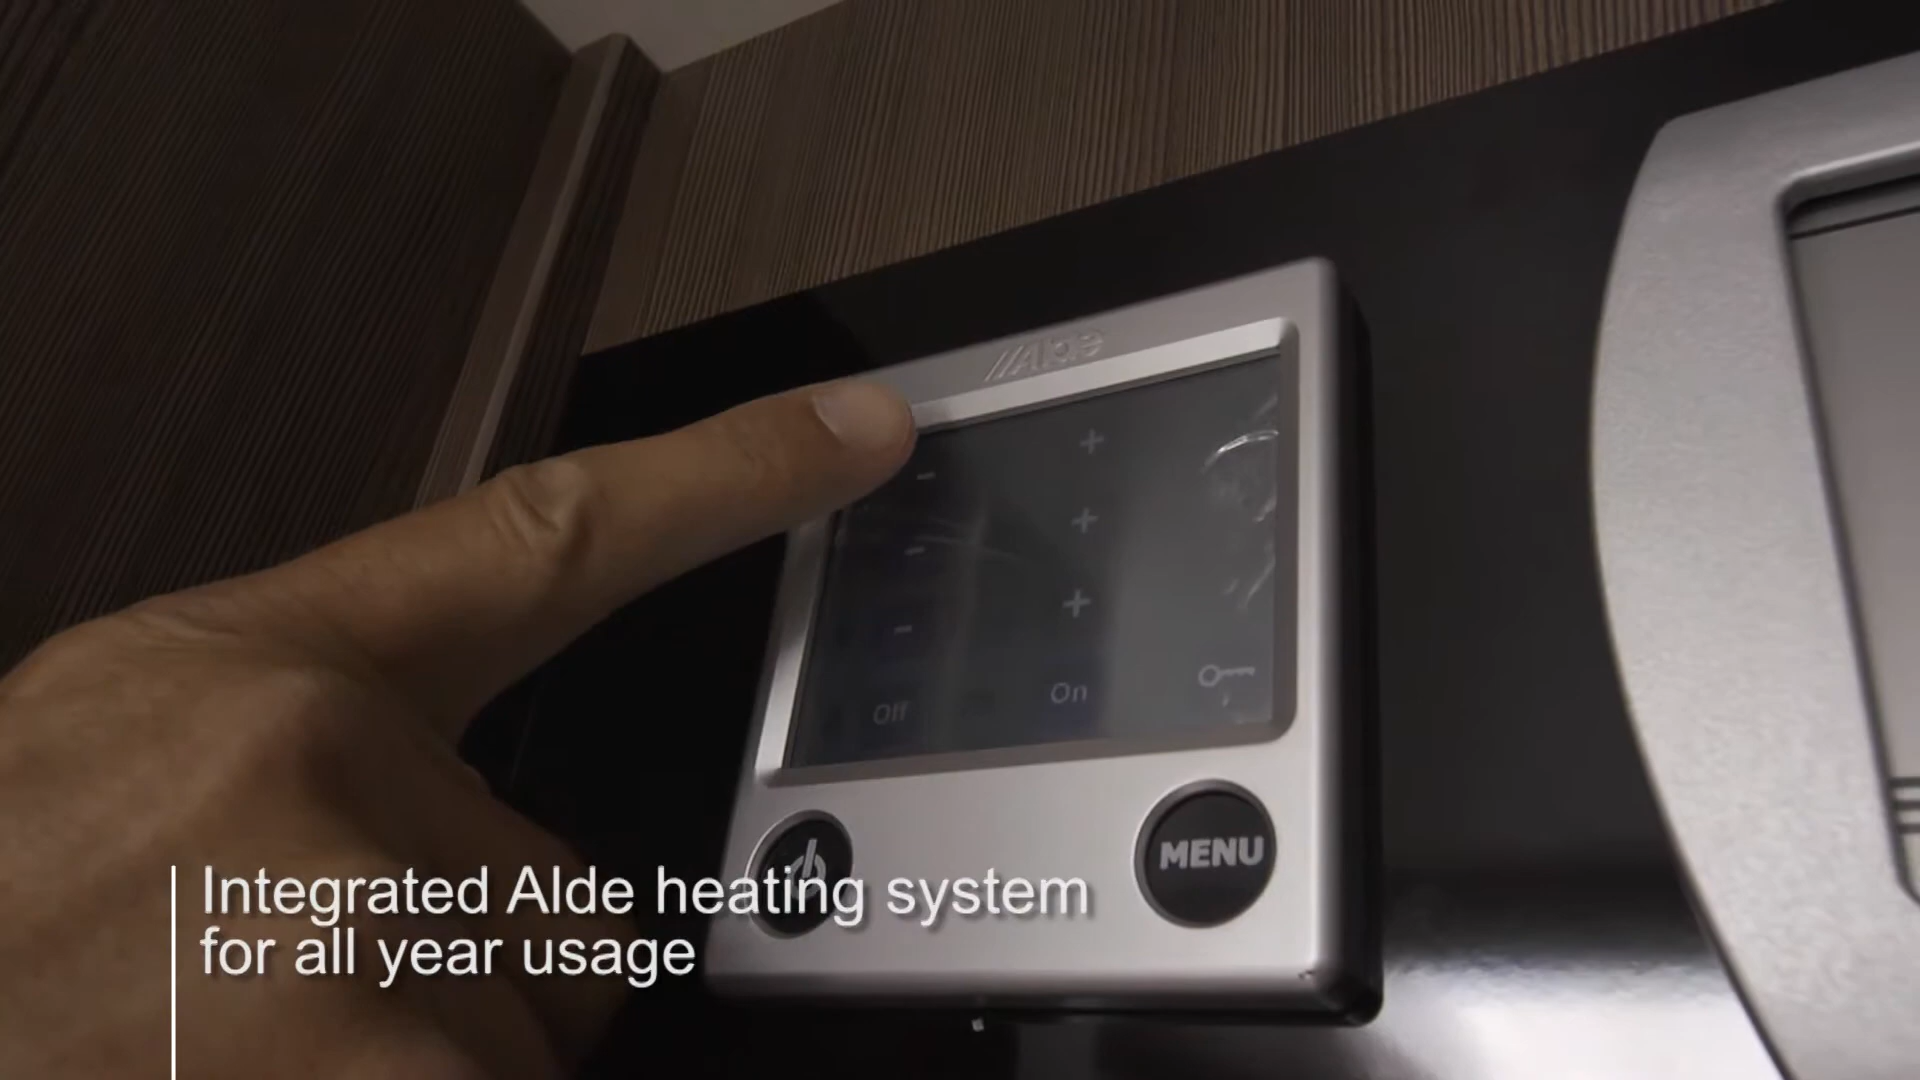 //Alde
- +
- +
- +
Off On
MENU
Integrated Alde heating system
for all year usage